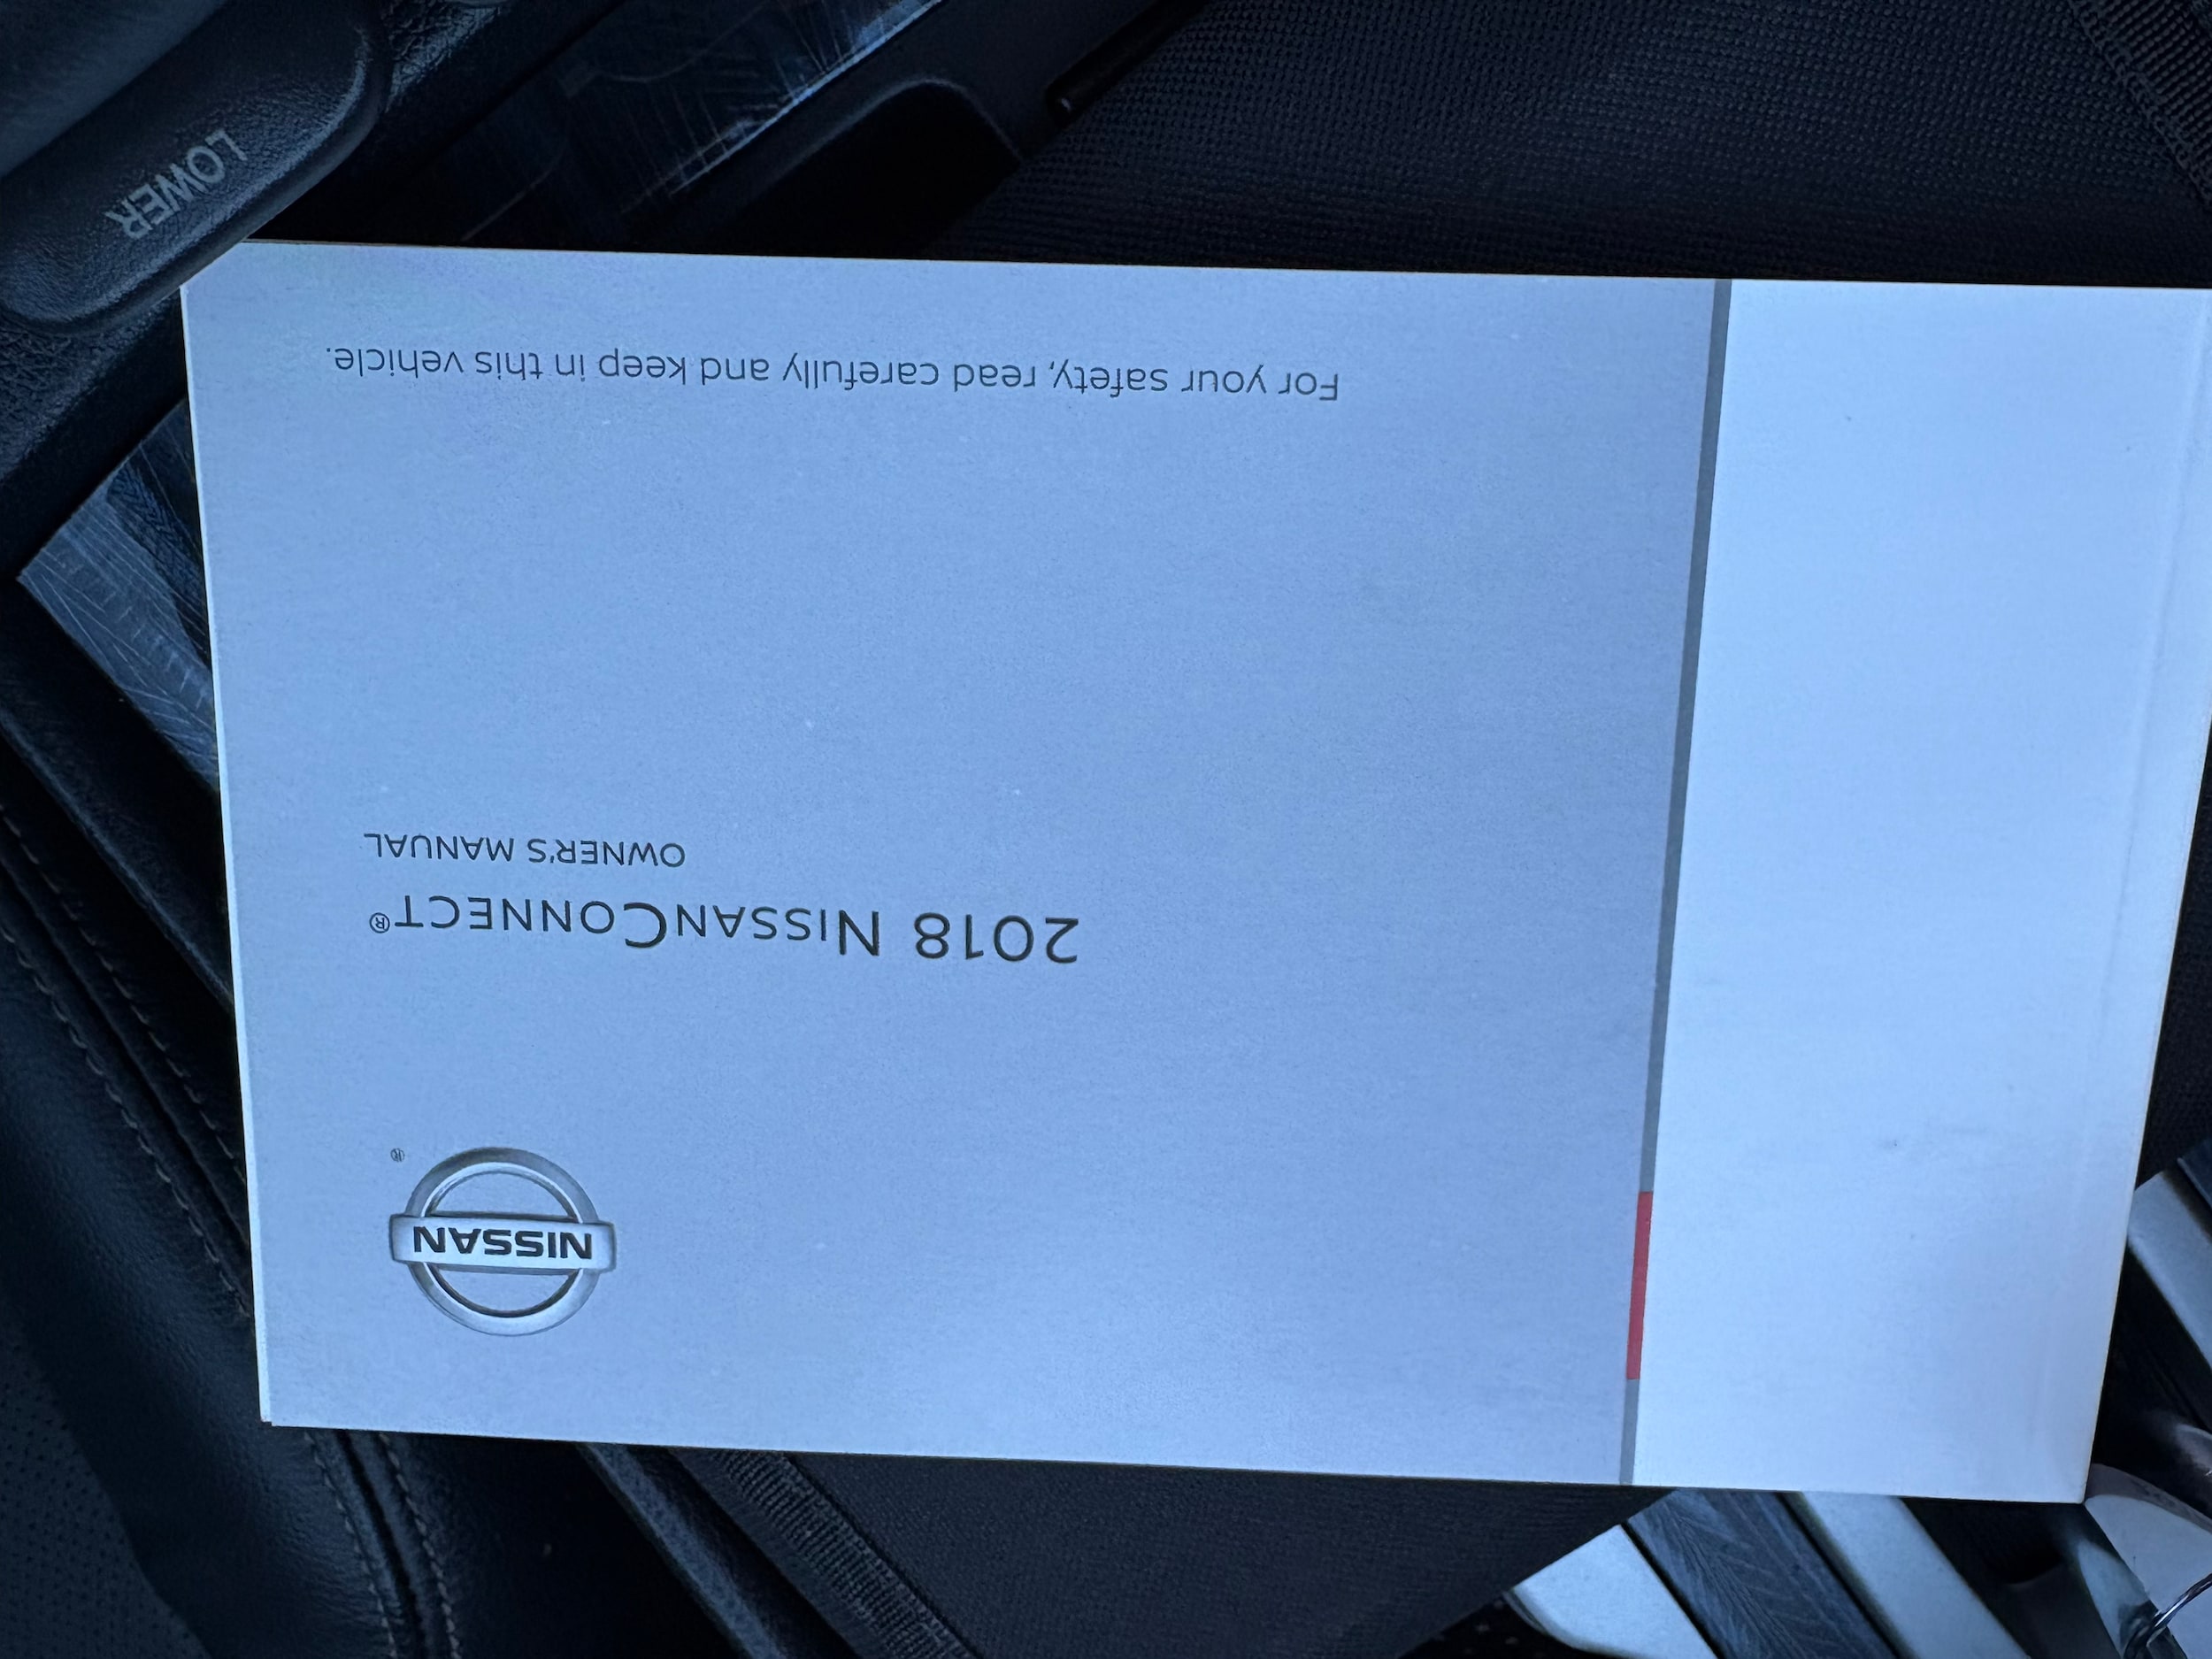 NISSAN
®
2018 NISSANCONNECT®
OWNER'S MANUAL
For your safety, read carefully and keep in this vehicle.
LOWER